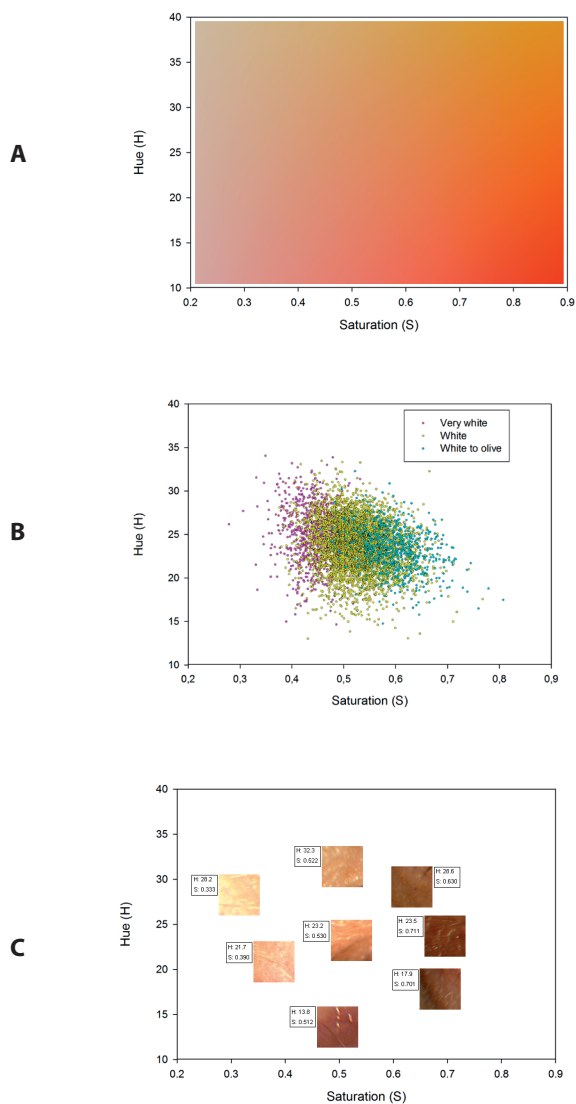 A
Hue (H)
40
35
30
25
20
15
10
0.2 0.3 0.4 0.5 0.6 0.7 0.8 0.9
Saturation (S)
B
Hue (H)
40
35
30
25
20
15
10
Very white
White
White to olive
0,2 0,3 0,4 0,5 0,6 0,7 0,8 0,9
Saturation (S)
C
Hue (H)
40
35
30
25
20
15
10
H: 32.3
S: 0.522
H: 28.2
S: 0.333
H: 28.6
S: 0.630
H: 23.2
S: 0.530
H: 23.5
S: 0.711
H: 21.7
S: 0.390
H: 17.9
S: 0.701
H: 13.8
S: 0.512
0.2 0.3 0.4 0.5 0.6 0.7 0.8 0.9
Saturation (S)